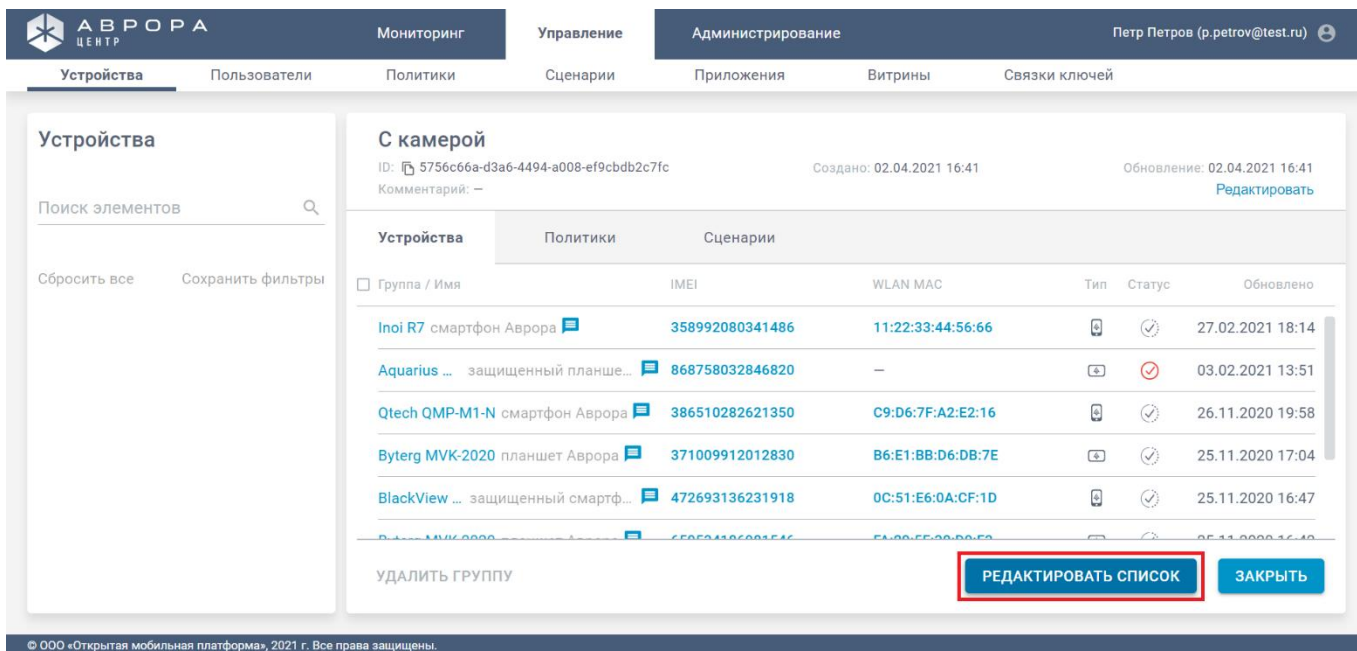 АВРОРА
ЦЕНТР
Мониторинг Управление Администрирование Петр Петров (p.petrov@test.ru)
Устройства Пользователи Политики Сценарии Приложения Витрины Связки ключей
Устройства
Поиск элементов
Сбросить все Сохранить фильтры
С камерой
ID: 5756c66a-d3a6-4494-a008-ef9cbdb2c7fc Создано: 02.04.2021 16:41 Обновление: 02.04.2021 16:41
Комментарий: — Редактировать
Устройства Политики Сценарии
Группа / Имя IMEI WLAN MAC Тип Статус Обновлено
Inoi R7 смартфон Аврора 358992080341486 11:22:33:44:56:66 27.02.2021 18:14
Aquarius ... защищенный планше... 868758032846820 — 03.02.2021 13:51
Qtech QMP-M1-N смартфон Аврора 386510282621350 C9:D6:7F:A2:E2:16 26.11.2020 19:58
Byterg MVK-2020 планшет Аврора 371009912012830 B6:E1:BB:D6:DB:7E 25.11.2020 17:04
BlackView ... защищенный смартф... 472693136231918 0C:51:E6:0A:CF:1D 25.11.2020 16:47
Byterg MVK-2020 планшет Аврора
УДАЛИТЬ ГРУППУ РЕДАКТИРОВАТЬ СПИСОК ЗАКРЫТЬ
© ООО «Открытая мобильная платформа», 2021 г. Все права защищены.